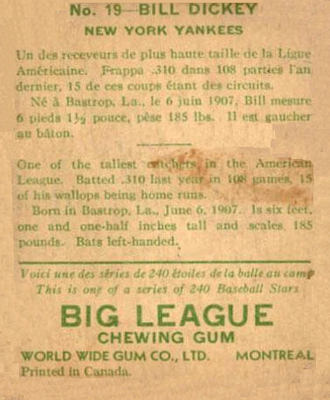 No. 19—BILL DICKEY
NEW YORK YANKEES
Un des receveurs de plus haute taille de la Ligue
Américaine. Frappa .310 dans 108 parties l'an
dernier, 15 de ces coups étant des circuits.
Né à Bastrop, La., le 6 juin 1907, Bill mesure
6 pieds 1½ pouce, pèse 185 lbs. Il est gaucher
au bâton.
One of the tallest catchers in the American
League. Batted .310 last year in 108 games, 15
of his wallops being home runs.
Born in Bastrop, La., June 6, 1907. Is six feet,
one and one-half inches tall and scales 185
pounds. Bats left-handed.
Voici une des séries de 240 étoiles de la balle au camp
This is one of a series of 240 Baseball Stars
BIG LEAGUE
CHEWING GUM
WORLD WIDE GUM CO., LTD. MONTREAL
Printed in Canada.